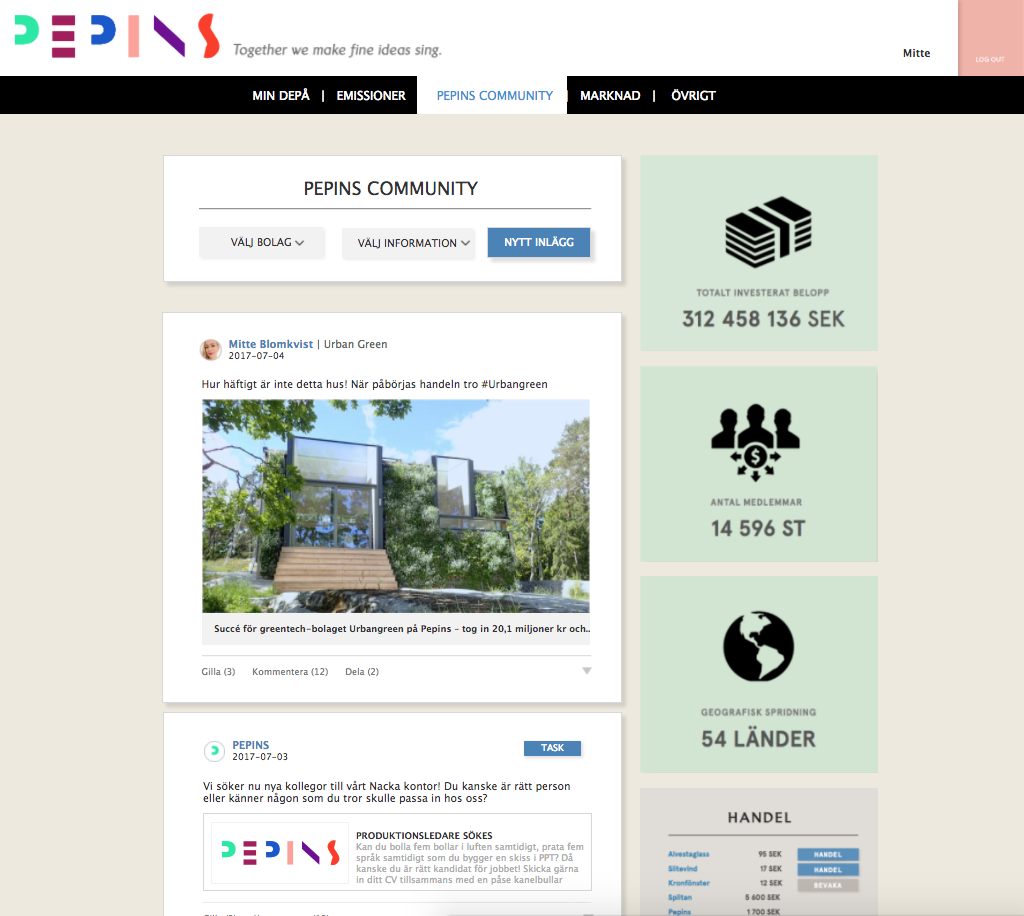 PEPINS
Together we make fine ideas sing.
Mitte
LOG OUT
MIN DEPÅ | EMISSIONER PEPINS COMMUNITY | MARKNAD | ÖVRIGT
PEPINS COMMUNITY
VÄLJ BOLAG
VÄLJ INFORMATION
NYTT INLÄGG
Mitte Blomkvist | Urban Green
2017-07-04
Hur häftigt är inte detta hus! När påbörjas handeln tro #Urbangreen
Succé för greentech-bolaget Urbangreen på Pepins - tog in 20,1 miljoner kr och..
Gilla (3) Kommentera (12) Dela (2)
PEPINS
2017-07-03
TASK
Vi söker nu nya kollegor till vårt Nacka kontor! Du kanske är rätt person
eller känner någon som du tror skulle passa in hos oss?
PEPINS
PRODUKTIONSLEDARE SÖKES
Kan du bolla fem bollar i luften samtidigt, prata fem
språk samtidigt som du bygger en skiss i PPT? Då
kanske du är rätt kandidat för jobbet! Skicka gärna
in ditt CV tillsammans med en påse kanelbullar
TOTALT INVESTERAT BELOPP
312 458 136 SEK
$
ANTAL MEDLEMMAR
14 596 ST
GEOGRAFISK SPRIDNING
54 LÄNDER
HANDEL
Alvestaglass 95 SEK HANDEL
Slitevind 17 SEK HANDEL
Kronfönster 12 SEK BEVAKA
Spiltan 5 600 SEK
Pepins 1 700 SEK